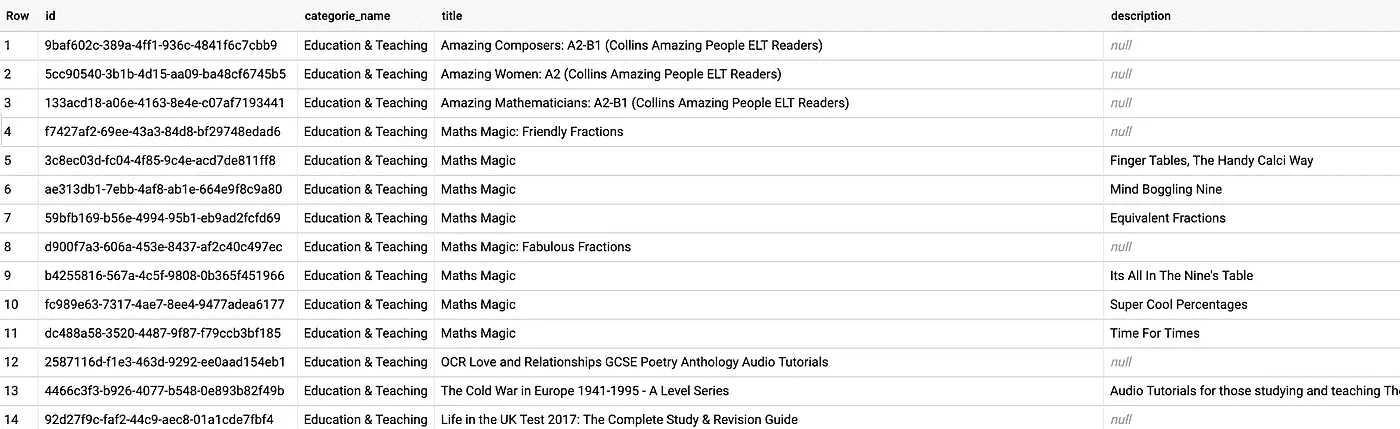 Row id categorie_name title description
1 9baf602c-389a-4ff1-936c-4841f6c7cbb9 Education & Teaching Amazing Composers: A2-B1 (Collins Amazing People ELT Readers) null
2 5cc90540-3b1b-4d15-aa09-ba48cf6745b5 Education & Teaching Amazing Women: A2 (Collins Amazing People ELT Readers) null
3 133acd18-a06e-4163-8e4e-c07af7193441 Education & Teaching Amazing Mathematicians: A2-B1 (Collins Amazing People ELT Readers) null
4 f7427af2-69ee-43a3-84d8-bf29748edad6 Education & Teaching Maths Magic: Friendly Fractions null
5 3c8ec03d-fc04-4f85-9c4e-acd7de811ff8 Education & Teaching Maths Magic Finger Tables, The Handy Calci Way
6 ae313db1-7ebb-4af8-ab1e-664e9f8c9a80 Education & Teaching Maths Magic Mind Boggling Nine
7 59bfb169-b56e-4994-95b1-eb9ad2fcfd69 Education & Teaching Maths Magic Equivalent Fractions
8 d900f7a3-606a-453e-8437-af2c40c497ec Education & Teaching Maths Magic: Fabulous Fractions null
9 b4255816-567a-4c5f-9808-0b365f451966 Education & Teaching Maths Magic Its All In The Nine's Table
10 fc989e63-7317-4ae7-8ee4-9477adea6177 Education & Teaching Maths Magic Super Cool Percentages
11 dc488a58-3520-4487-9f87-f79ccb3bf185 Education & Teaching Maths Magic Time For Times
12 2587116d-f1e3-463d-9292-ee0aad154eb1 Education & Teaching OCR Love and Relationships GCSE Poetry Anthology Audio Tutorials null
13 4466c3f3-b926-4077-b548-0e893b82f49b Education & Teaching The Cold War in Europe 1941-1995 - A Level Series Audio Tutorials for those studying and teaching
14 92d27f9c-faf2-44c9-aec8-01a1cde7fbf4 Education & Teaching Life in the UK Test 2017: The Complete Study & Revision Guide null